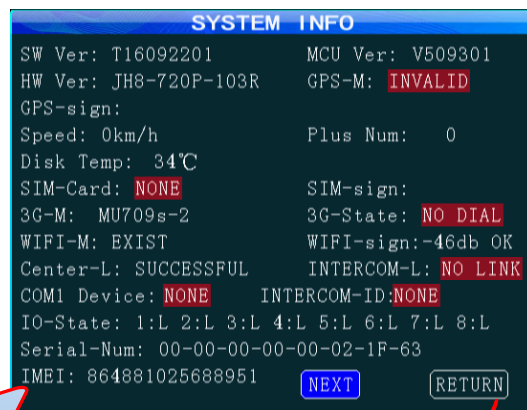 SYSTEM INFO
SW Ver: T16092201 MCU Ver: V509301
HW Ver: JH8-720P-103R GPS-M: INVALID
GPS-sign:
Speed: 0km/h Plus Num: 0
Disk Temp: 34℃
SIM-Card: NONE SIM-sign:
3G-M: MU709s-2 3G-State: NO DIAL
WIFI-M: EXIST WIFI-sign:-46db OK
Center-L: SUCCESSFUL INTERCOM-L: NO LINK
COM1 Device: NONE INTERCOM-ID:NONE
IO-State: 1:L 2:L 3:L 4:L 5:L 6:L 7:L 8:L
Serial-Num: 00-00-00-00-00-02-1F-63
IMEI: 864881025688951 NEXT RETURN